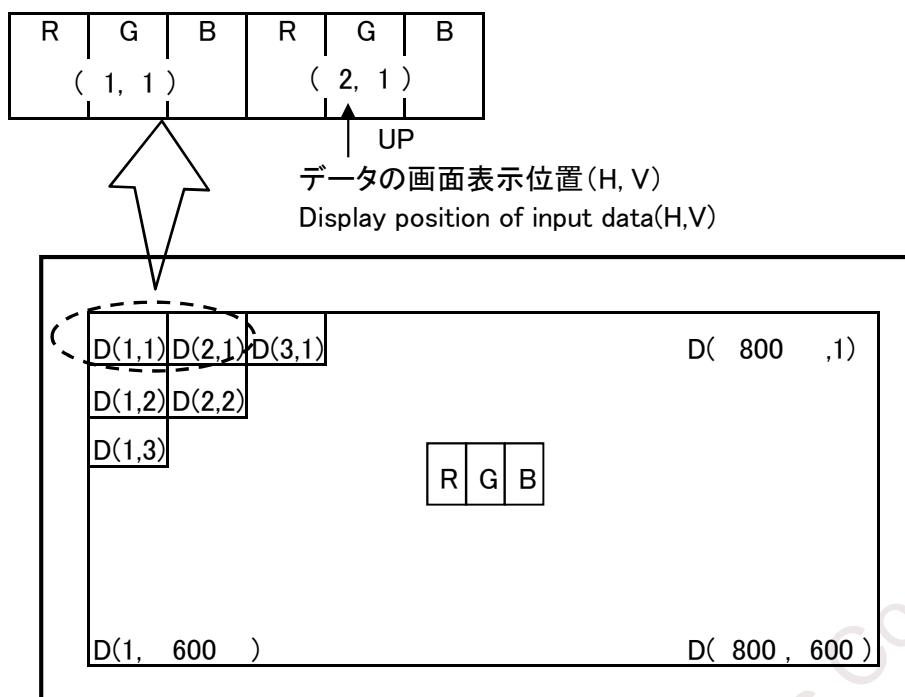 R G B R G B
( 1, 1 ) ( 2, 1 )
UP
データの画面表示位置(H, V)
Display position of input data(H,V)
D(1,1) D(2,1) D(3,1) D( 800 ,1)
D(1,2) D(2,2)
D(1,3)
R G B
D(1, 600 ) D( 800 , 600 )